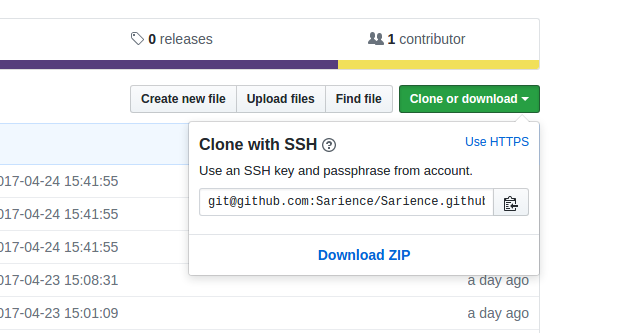 0 releases
1 contributor
Create new file
Upload files
Find file
Clone or download
Clone with SSH
Use HTTPS
Use an SSH key and passphrase from account.
git@github.com:Sarience/Sarience.github
Download ZIP
017-04-24 15:41:55
017-04-24 15:41:55
017-04-24 15:41:55
017-04-23 15:08:31
a day ago
017-04-23 15:01:09
a day ago